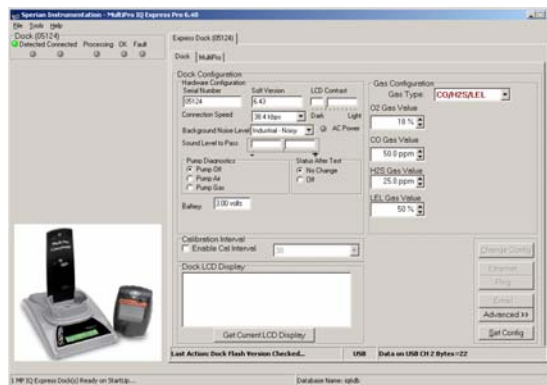 Sperian Instrumentation - MultiPro IQ Express Pro 6.40
File Tools Help
Dock (05124)
Detected Connected Processing OK Fault
Express Dock (05124)
Dock MultiPro
Dock Configuration
Hardware Configuration
Serial Number Soft Version LCD Contrast
05124 6.43
Connection Speed 38.4 kbps Dark Light
Background Noise Level Industrial - Noisy AC Power
Sound Level to Pass
Pump Diagnostics
Pump Off
Pump Air
Pump Gas
Status After Test
No Change
Off
Battery: 3.00 volts
Gas Configuration
Gas Type: CO/H2S/LEL
O2 Gas Value
18 %
CO Gas Value
50.0 ppm
H2S Gas Value
25.0 ppm
LEL Gas Value
50 %
Calibration Interval
Enable Cal Interval 30
Dock LCD Display
Get Current LCD Display
Change Config
Ethernet
Ping
Email
Advanced >>
Set Config
Last Action: Dock Flash Version Checked... USB Data on USB CH 2 Bytes=22
1 MP IQ Express Dock(s) Ready on Startup... Database Name: iqdb